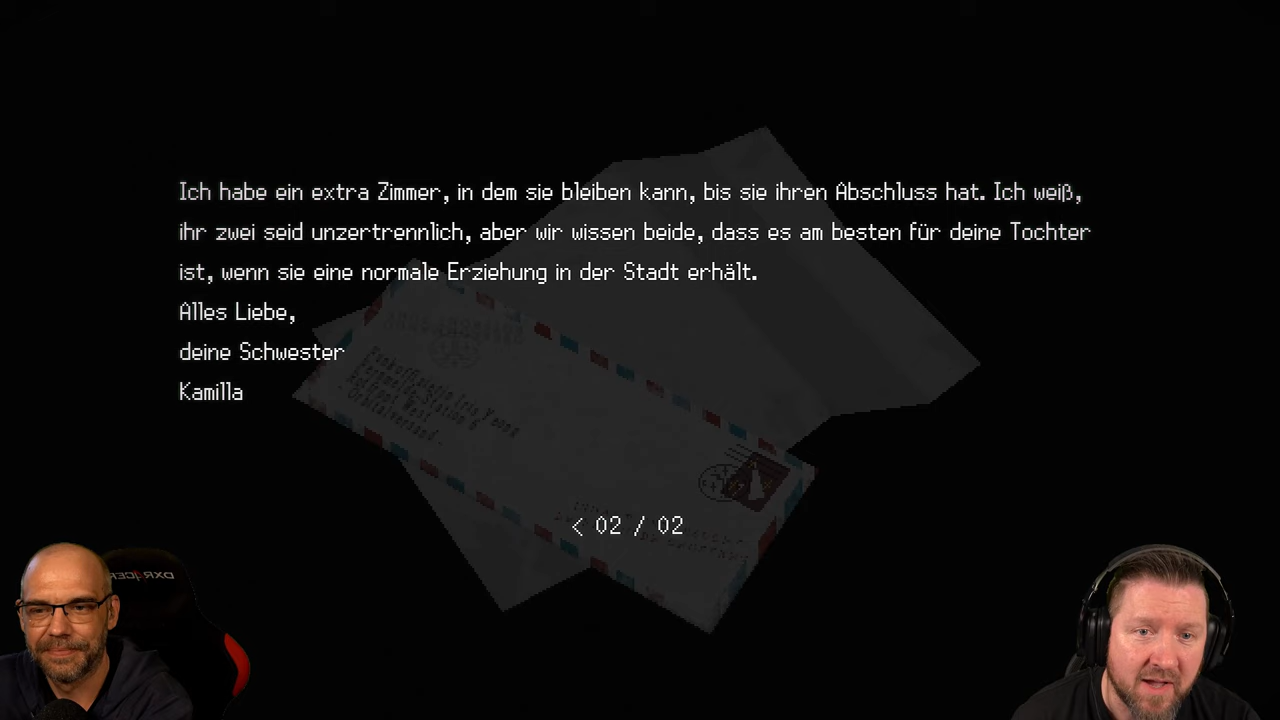 Ich habe ein extra Zimmer, in dem sie bleiben kann, bis sie ihren Abschluss hat. Ich weiß,
ihr zwei seid unzertrennlich, aber wir wissen beide, dass es am besten für deine Tochter
ist, wenn sie eine normale Erziehung in der Stadt erhält.
Alles Liebe,
deine Schwester
Kamilla
< 02 / 02